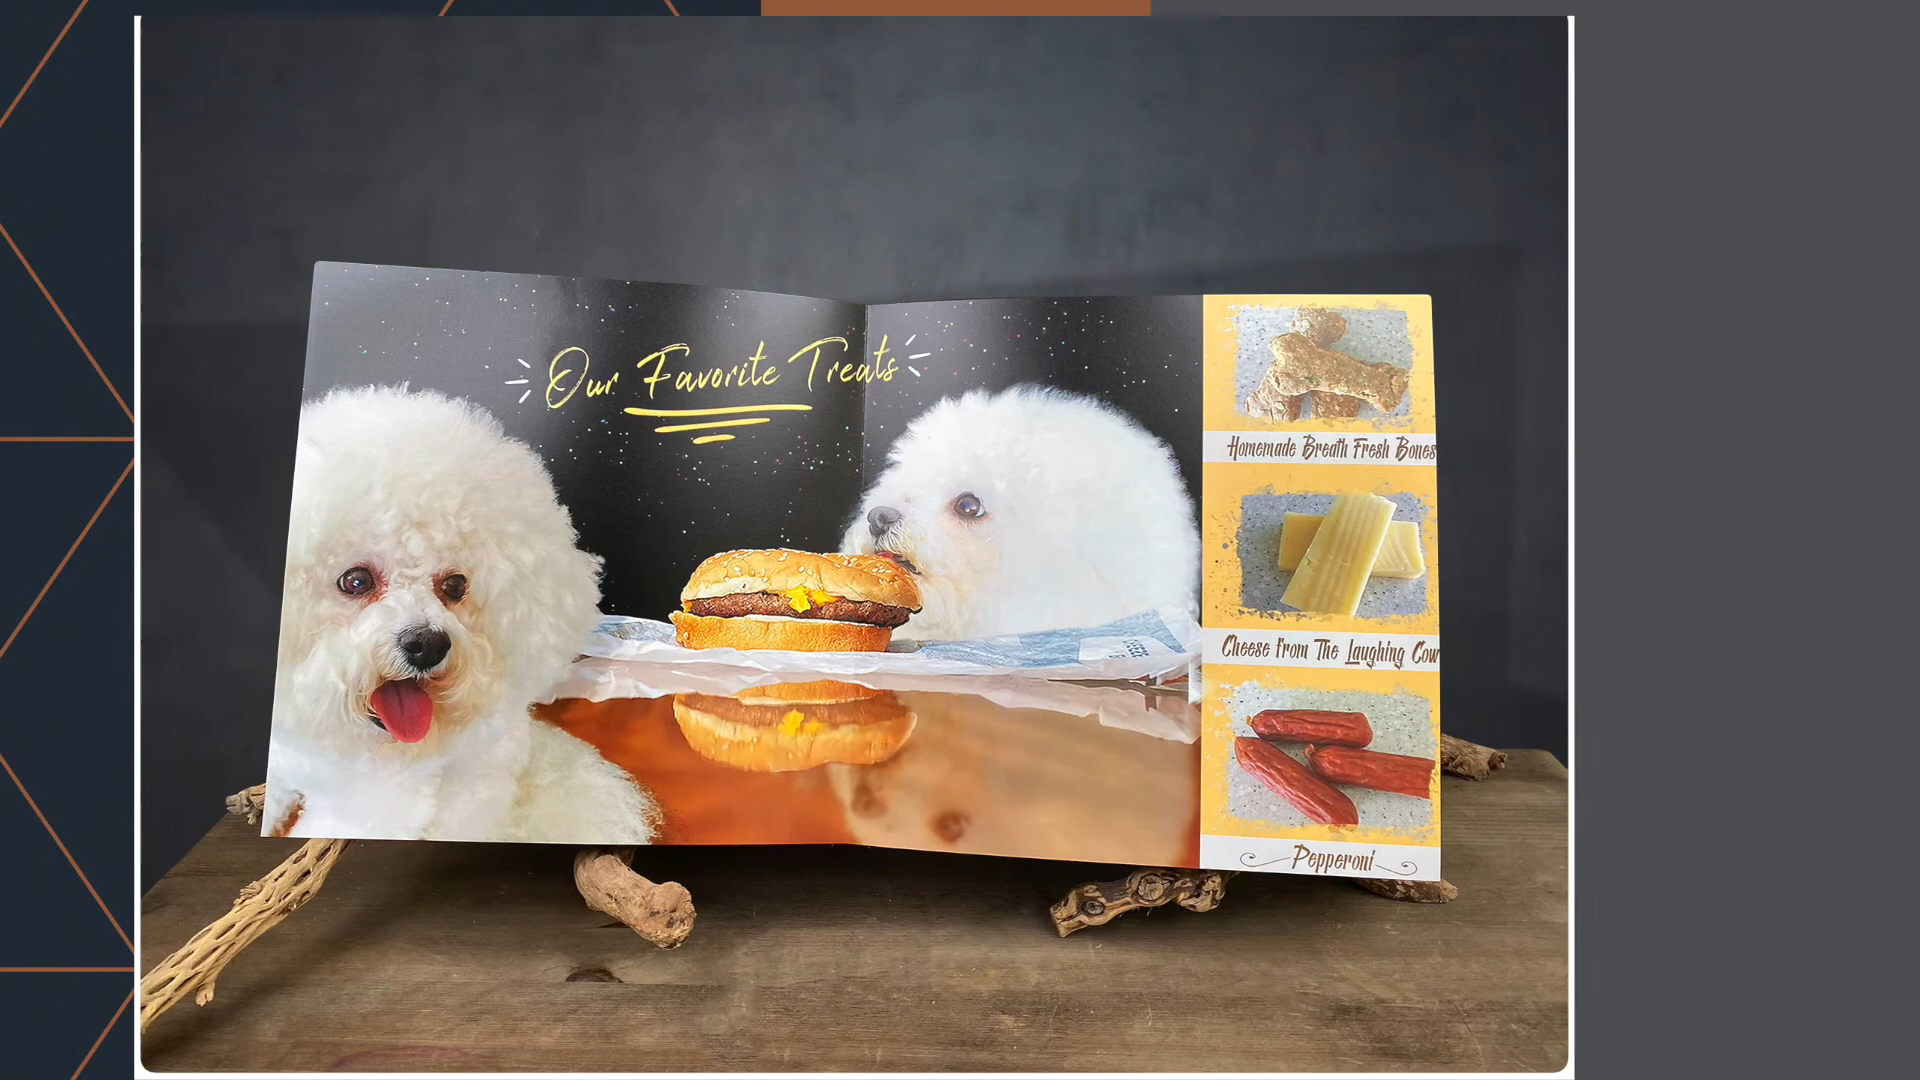 Our Favorite Treats
Homemade Breath Fresh Bones
Cheese from The Laughing Cow
Pepperoni